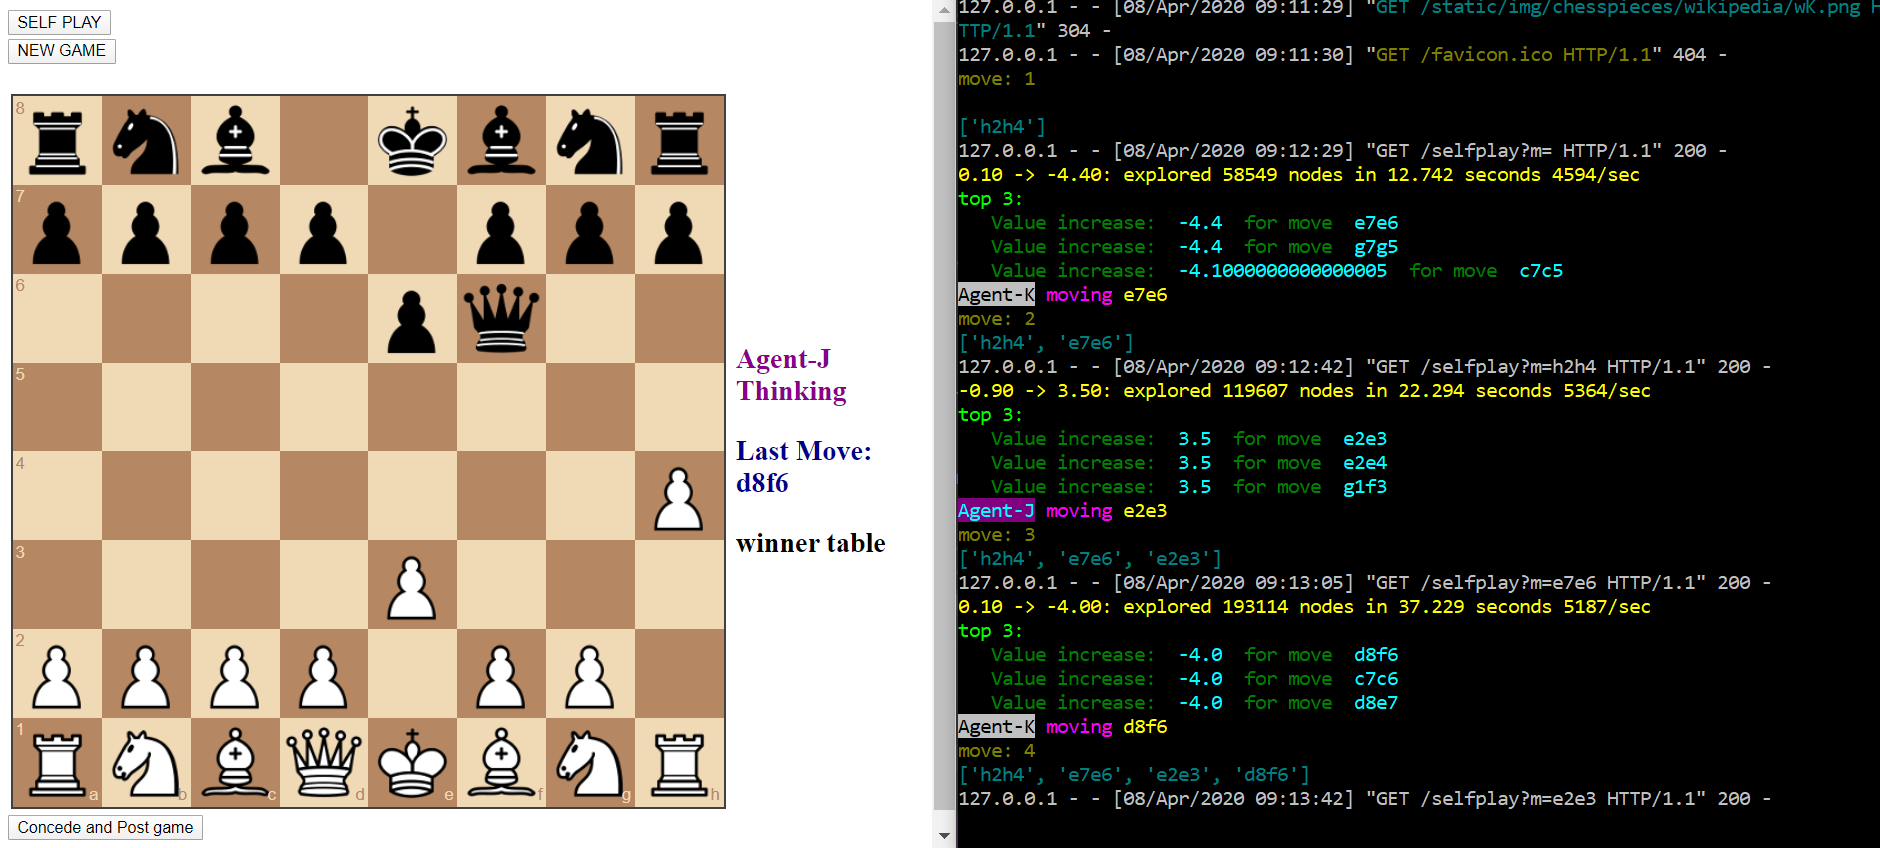 SELF PLAY
NEW GAME
8
7
6
5
4
3
2
1
a
b
c
d
e
f
g
h
Agent-J
Thinking
Last Move:
d8f6
winner table
Concede and Post game
127.0.0.1 - - [08/Apr/2020 09:11:29] "GET /static/img/chesspieces/wikipedia/wK.png H
TTP/1.1" 304 -
127.0.0.1 - - [08/Apr/2020 09:11:30] "GET /favicon.ico HTTP/1.1" 404 -
move: 1
['h2h4']
127.0.0.1 - - [08/Apr/2020 09:12:29] "GET /selfplay?m= HTTP/1.1" 200 -
0.10 -> -4.40: explored 58549 nodes in 12.742 seconds 4594/sec
top 3:
Value increase: -4.4 for move e7e6
Value increase: -4.4 for move g7g5
Value increase: -4.1000000000000005 for move c7c5
Agent-K moving e7e6
move: 2
['h2h4', 'e7e6']
127.0.0.1 - - [08/Apr/2020 09:12:42] "GET /selfplay?m=h2h4 HTTP/1.1" 200 -
-0.90 -> 3.50: explored 119607 nodes in 22.294 seconds 5364/sec
top 3:
Value increase: 3.5 for move e2e3
Value increase: 3.5 for move e2e4
Value increase: 3.5 for move g1f3
Agent-J moving e2e3
move: 3
['h2h4', 'e7e6', 'e2e3']
127.0.0.1 - - [08/Apr/2020 09:13:05] "GET /selfplay?m=e7e6 HTTP/1.1" 200 -
0.10 -> -4.00: explored 193114 nodes in 37.229 seconds 5187/sec
top 3:
Value increase: -4.0 for move d8f6
Value increase: -4.0 for move c7c6
Value increase: -4.0 for move d8e7
Agent-K moving d8f6
move: 4
['h2h4', 'e7e6', 'e2e3', 'd8f6']
127.0.0.1 - - [08/Apr/2020 09:13:42] "GET /selfplay?m=e2e3 HTTP/1.1" 200 -